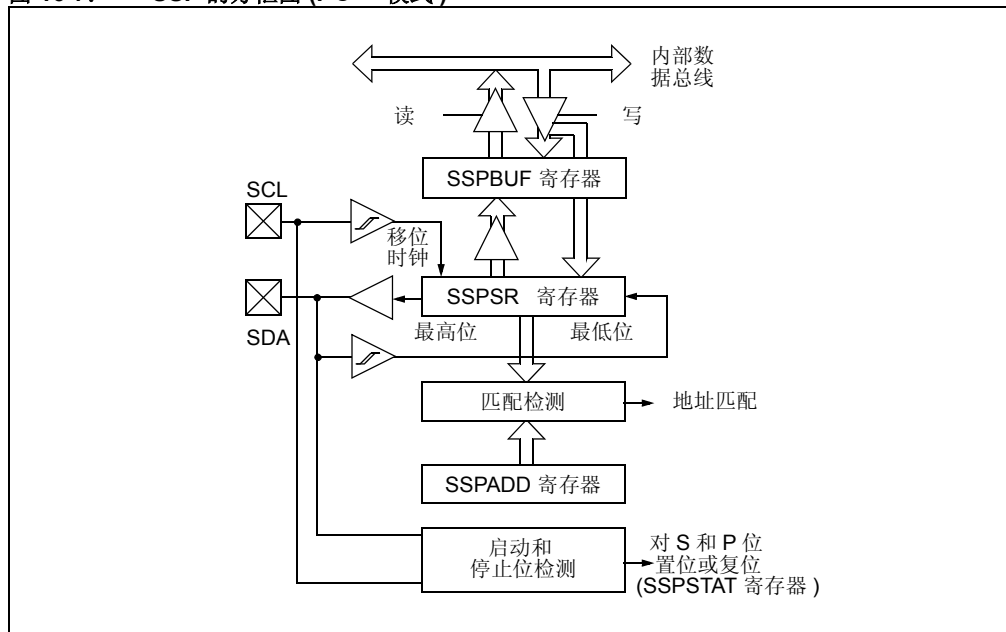 内部数
据总线
读
写
SSPBUF 寄存器
SCL
移位
时钟
SSPSR 寄存器
SDA
最高位
最低位
匹配检测
地址匹配
SSPADD 寄存器
启动和
停止位检测
对 S 和 P 位
置位或复位
(SSPSTAT 寄存器 )